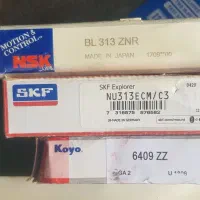 MOTION &
CONTROL
NSK
BL 313 ZNR
MADE IN JAPAN
SKF
SKF Explorer
NU313ECM/C3
Koyo
6409 ZZ